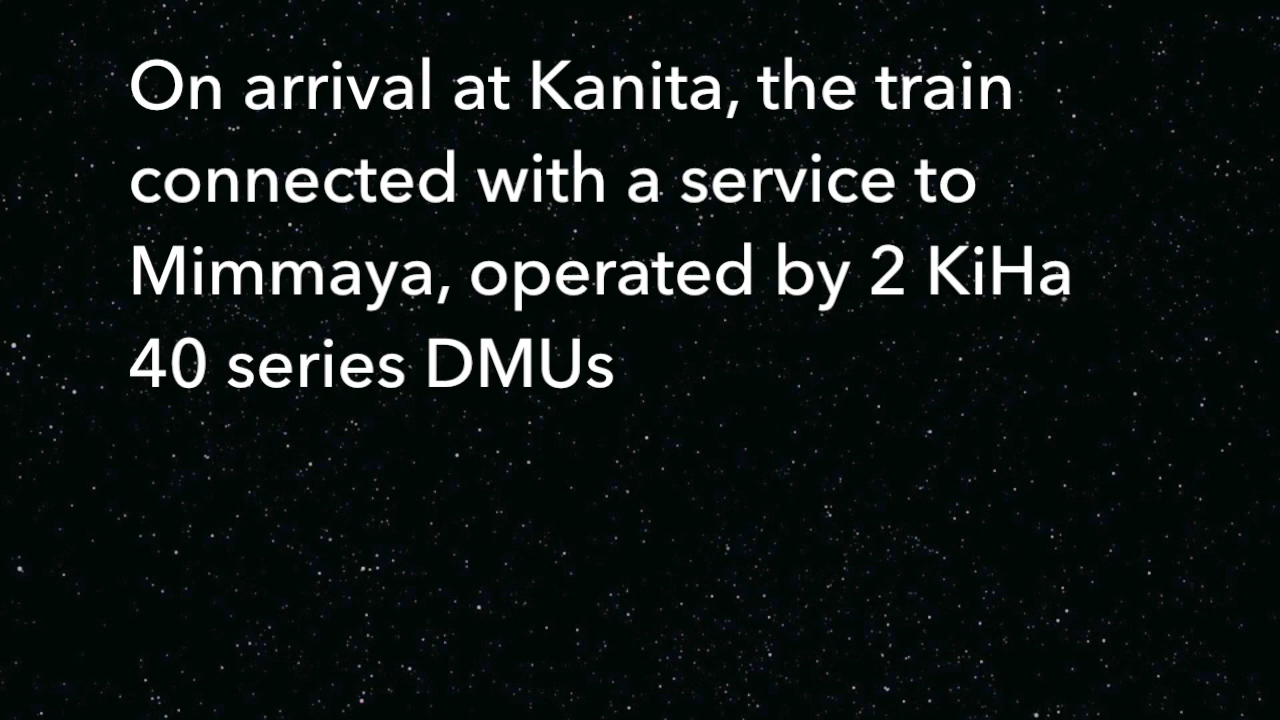 On arrival at Kanita, the train
connected with a service to
Mimmaya, operated by 2 KiHa
40 series DMUs